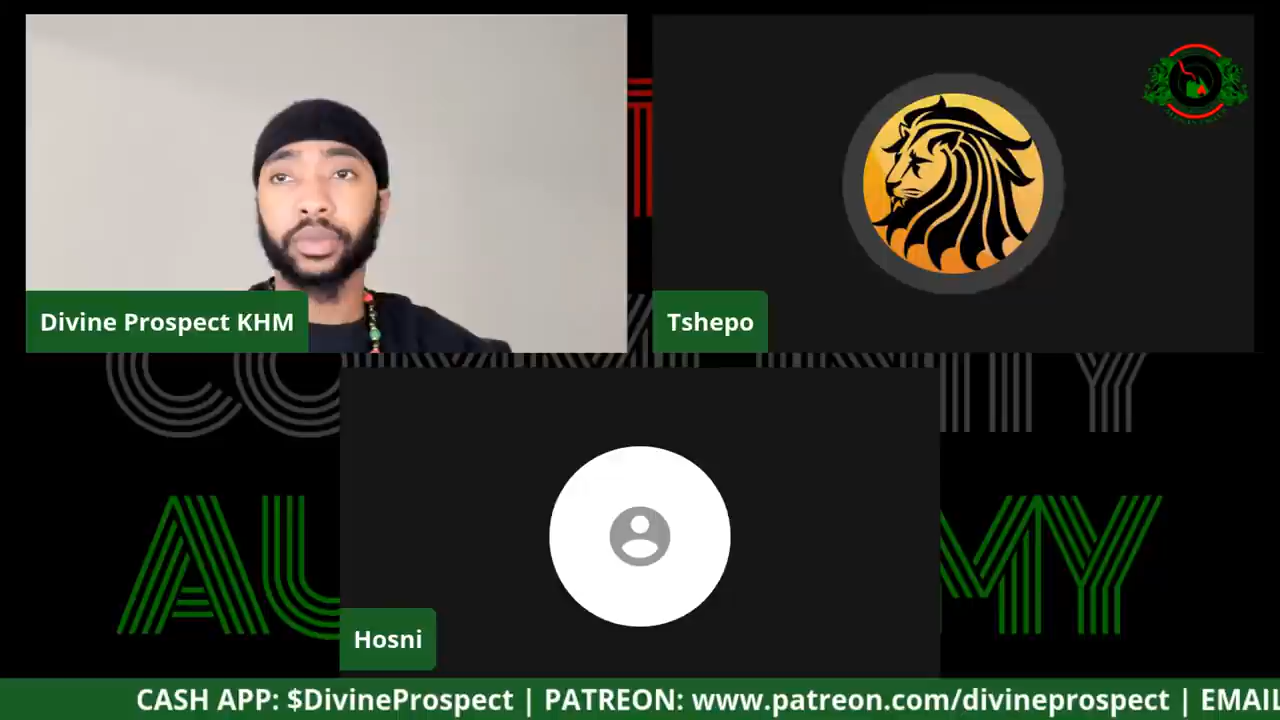 Divine Prospect KHM
Tshepo
Hosni
CASH APP: $DivineProspect | PATREON: www.patreon.com/divineprospect | EMAIL